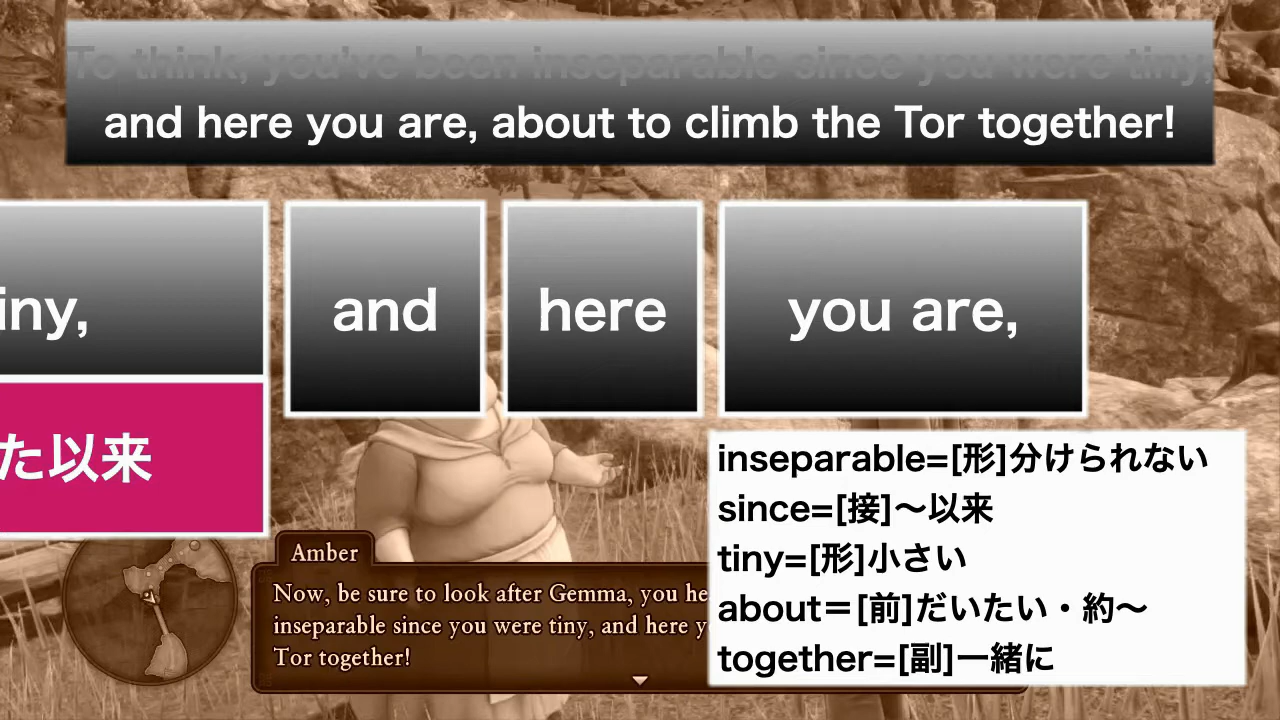 To think, you've been inseparable since you were tiny,
and here you are, about to climb the Tor together!
iny,
and
here
you are,
た以来
inseparable=[形]分けられない
since=[接]〜以来
tiny=[形]小さい
about＝[前]だいたい・約〜
together=[副]一緒に
Amber
Now, be sure to look after Gemma, you he
inseparable since you were tiny, and here y
Tor together!